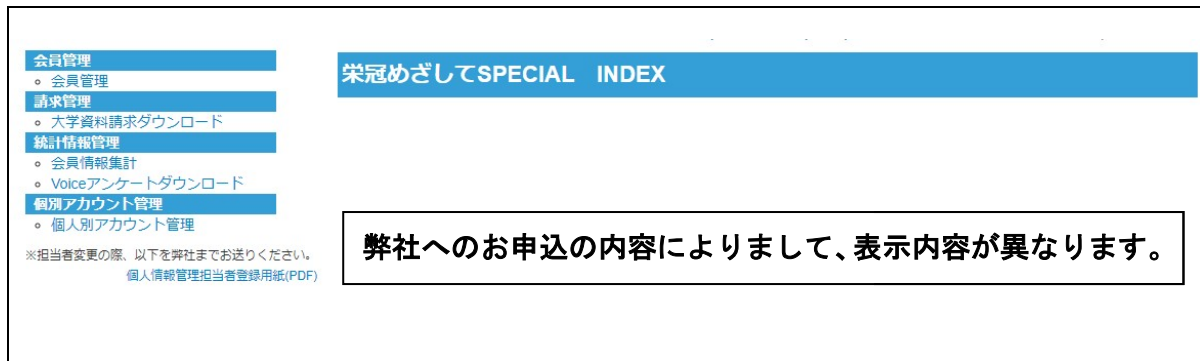 会員管理
会員管理
請求管理
大学資料請求ダウンロード
統計情報管理
会員情報集計
Voiceアンケートダウンロード
個別アカウント管理
個人別アカウント管理
※担当者変更の際、以下を弊社までお送りください。
個人情報管理担当者登録用紙(PDF)
栄冠めざしてSPECIAL INDEX
弊社へのお申込の内容によりまして、表示内容が異なります。